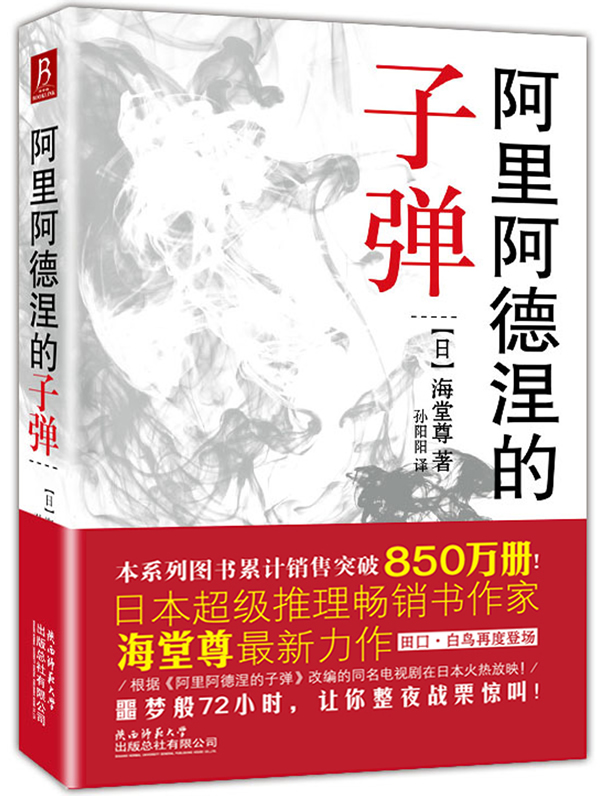 阿里阿德涅的
子弹
【日】海堂尊 著
孙阳阳 译
本系列图书累计销售突破850万册！
日本超级推理畅销书作家
海堂尊最新力作 田口·白鸟再度登场
/根据《阿里阿德涅的子弹》改编的同名电视剧在日本火热放映！/
噩梦般72小时，让你整夜战栗惊叫！
陕西师范大学
出版总社有限公司
阿里阿德涅的子弹
【日】
陕西师范大学
出版总社有限公司